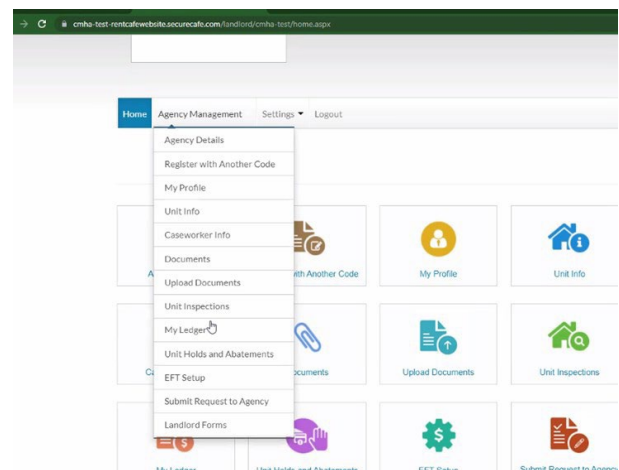 cmha-test-rentcafewebsite.securecafe.com/landlord/cmha-test/home.aspx
Home Agency Management Settings Logout
Agency Details
Register with Another Code
My Profile
Unit Info
Caseworker Info
Documents
Upload Documents
Unit Inspections
My Ledger
Unit Holds and Abatements
EFT Setup
Submit Request to Agency
Landlord Forms
with Another Code My Profile Unit Info
Upload Documents Unit Inspections
My Ledger Unit Holds and Abatements EFT Setup Submit Request to Agency